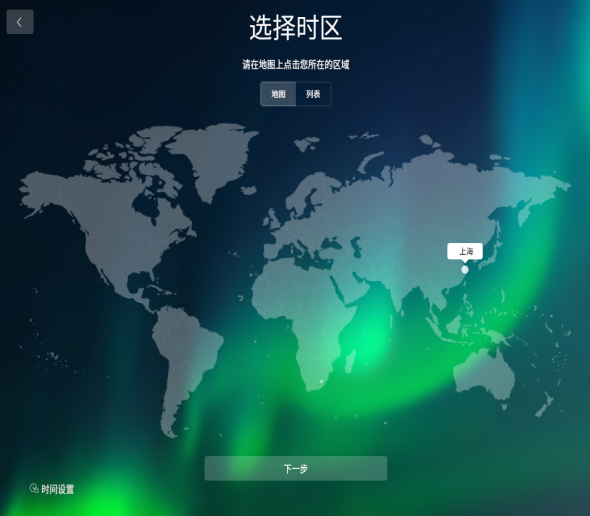 选择时区
请在地图上点击您所在的区域
地图 列表
上海
下一步
时间设置